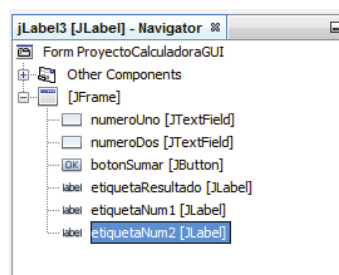 jLabel3 [JLabel] - Navigator
Form ProyectoCalculadoraGUI
Other Components
[JFrame]
numeroUno [JTextField]
numeroDos [JTextField]
OK botonSumar [JButton]
label etiquetaResultado [JLabel]
label etiquetaNum1 [JLabel]
label etiquetaNum2 [JLabel]